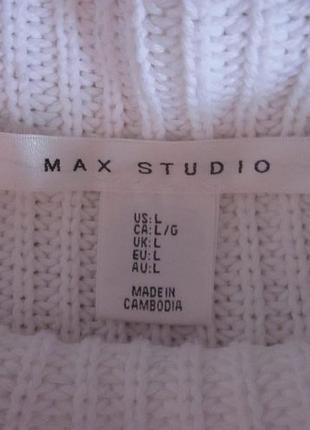 MAX STUDIO
US: L
CA: L/G
UK: L
EU: L
AU: L
MADE IN
CAMBODIA